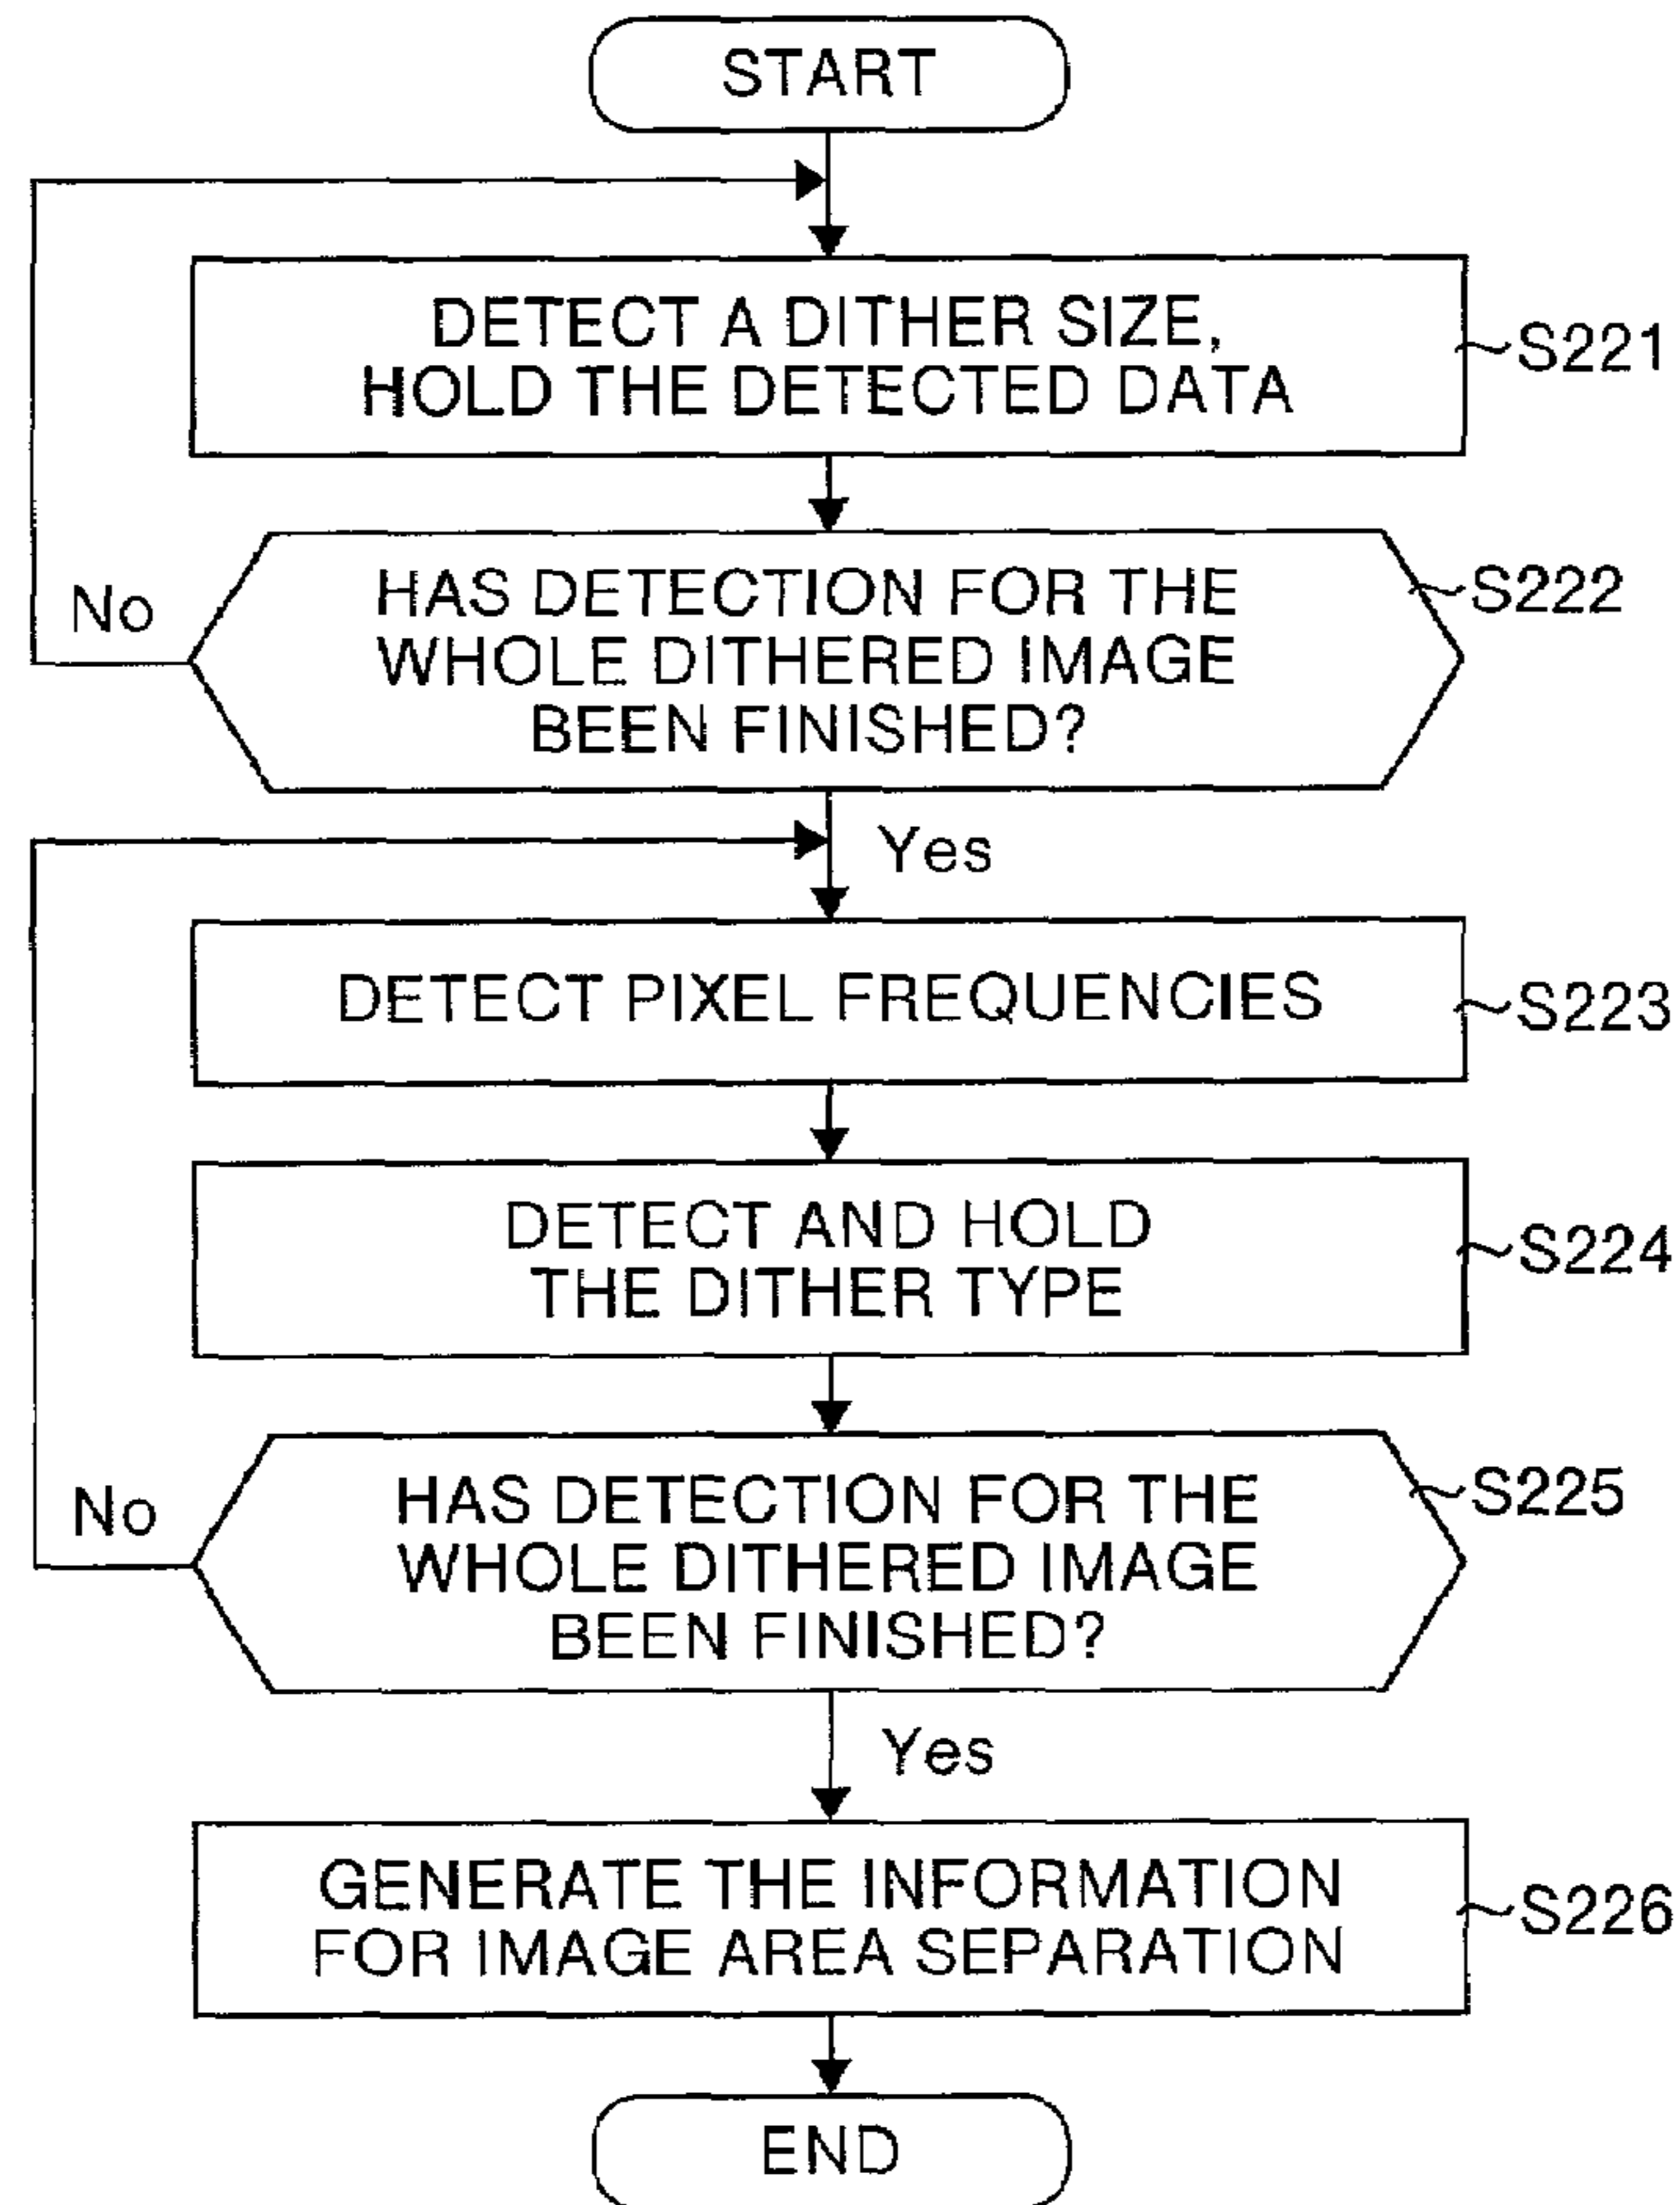 START
DETECT A DITHER SIZE,
HOLD THE DETECTED DATA
S221
HAS DETECTION FOR THE
WHOLE DITHERED IMAGE
BEEN FINISHED?
S222
No
Yes
DETECT PIXEL FREQUENCIES
S223
DETECT AND HOLD
THE DITHER TYPE
S224
HAS DETECTION FOR THE
WHOLE DITHERED IMAGE
BEEN FINISHED?
S225
No
Yes
GENERATE THE INFORMATION
FOR IMAGE AREA SEPARATION
S226
END